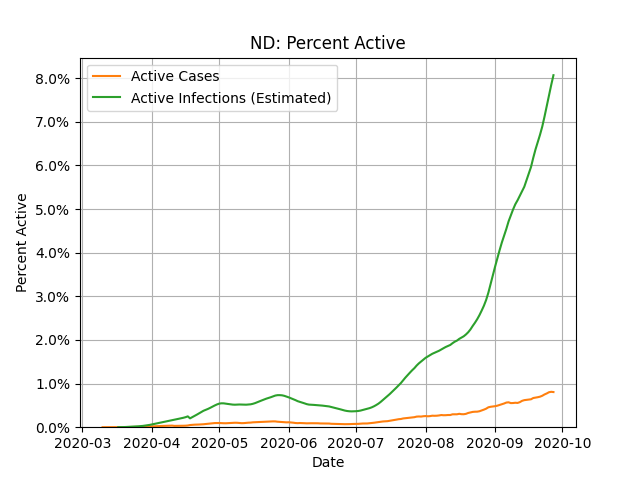 ND: Percent Active
Active Cases
Active Infections (Estimated)
Percent Active
8.0%
7.0%
6.0%
5.0%
4.0%
3.0%
2.0%
1.0%
0.0%
2020-03 2020-04 2020-05 2020-06 2020-07 2020-08 2020-09 2020-10
Date